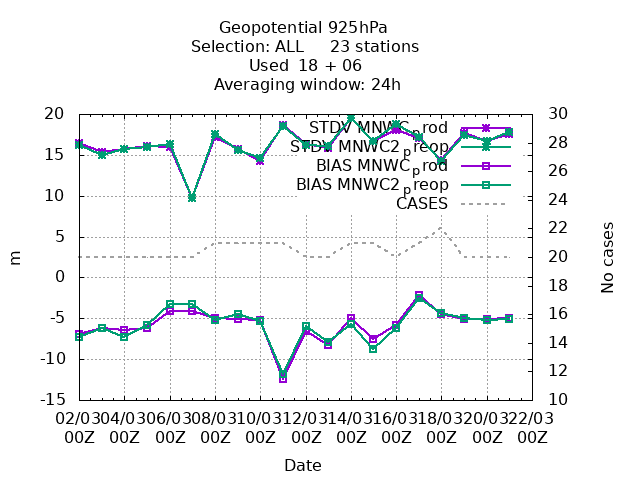 Geopotential 925hPa
Selection: ALL     23 stations
Used  18 + 06
Averaging window: 24h
20 30
STDV MNWC_prod
28
STDV MNWC2_preop
15
26
BIAS MNWC_prod
BIAS MNWC2_preop
10 24
CASES
22
5
20
0
18
-5 16
14
-10
12
-15 10
m
No cases
02/03 04/03 06/03 08/03 10/03 12/03 14/03 16/03 18/03 20/03 22/03
00Z 00Z 00Z 00Z 00Z 00Z 00Z 00Z 00Z 00Z 00Z
Date